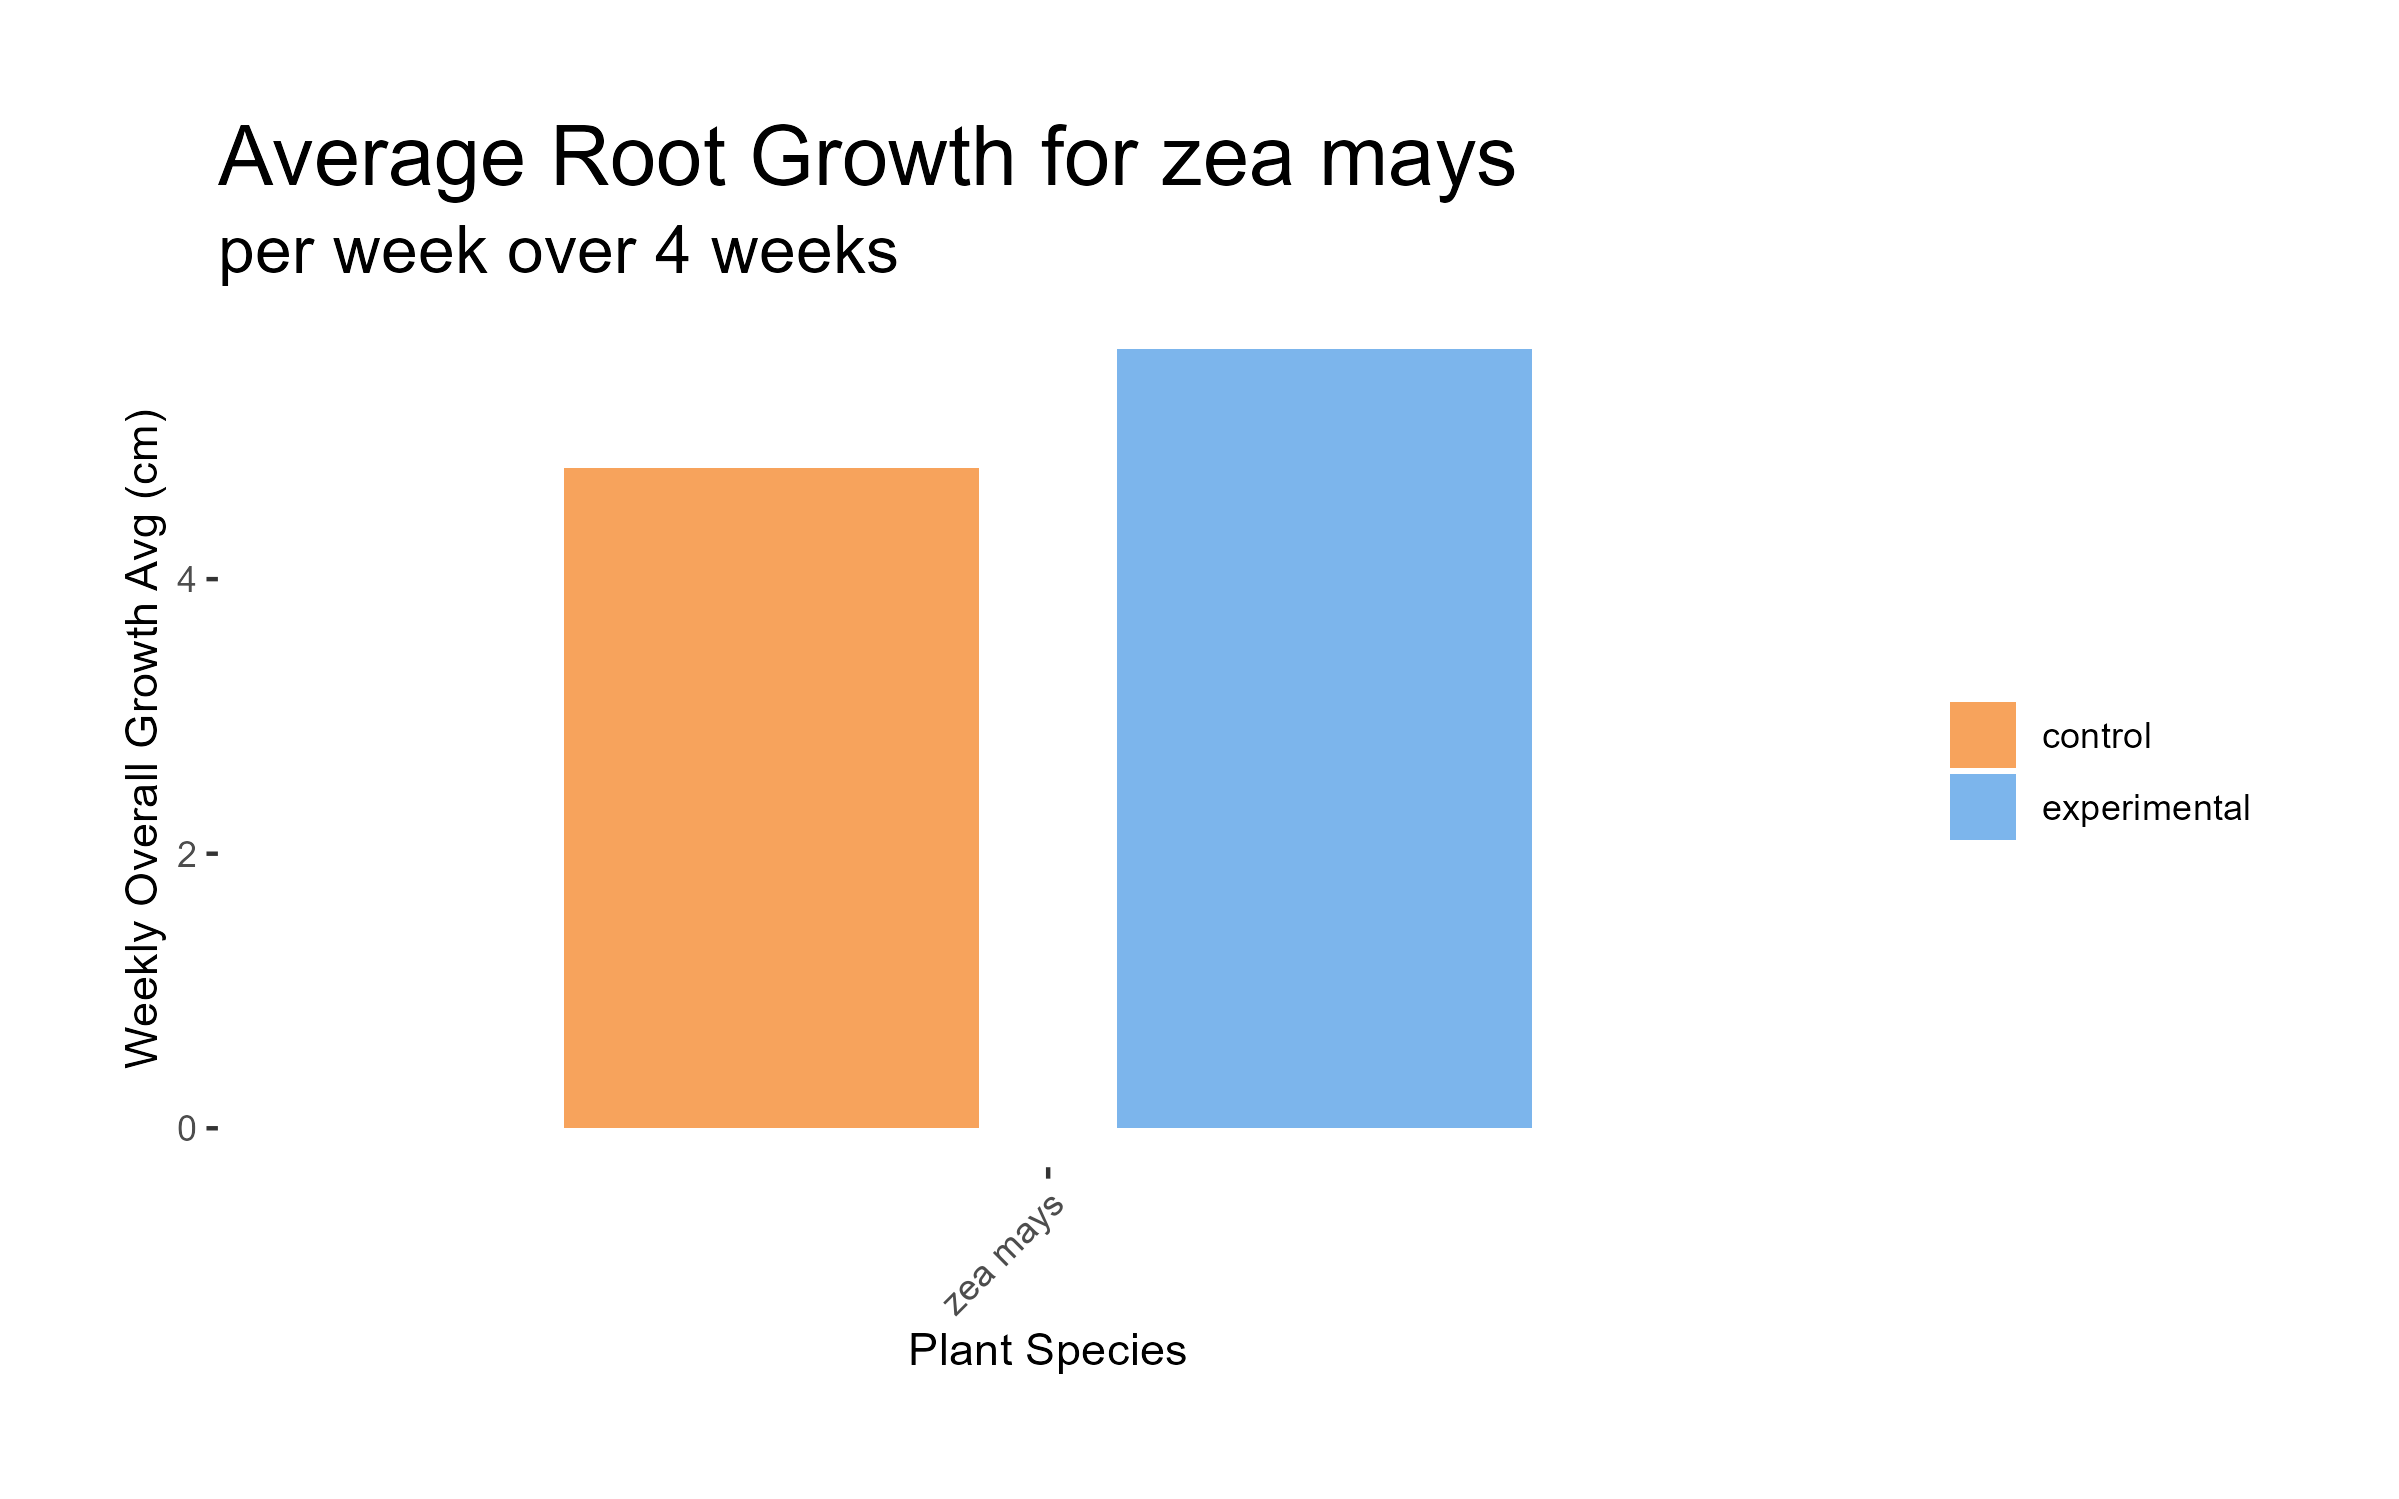 Average Root Growth for zea mays
per week over 4 weeks
Weekly Overall Growth Avg (cm)
4
2
0
zea mays
Plant Species
control
experimental